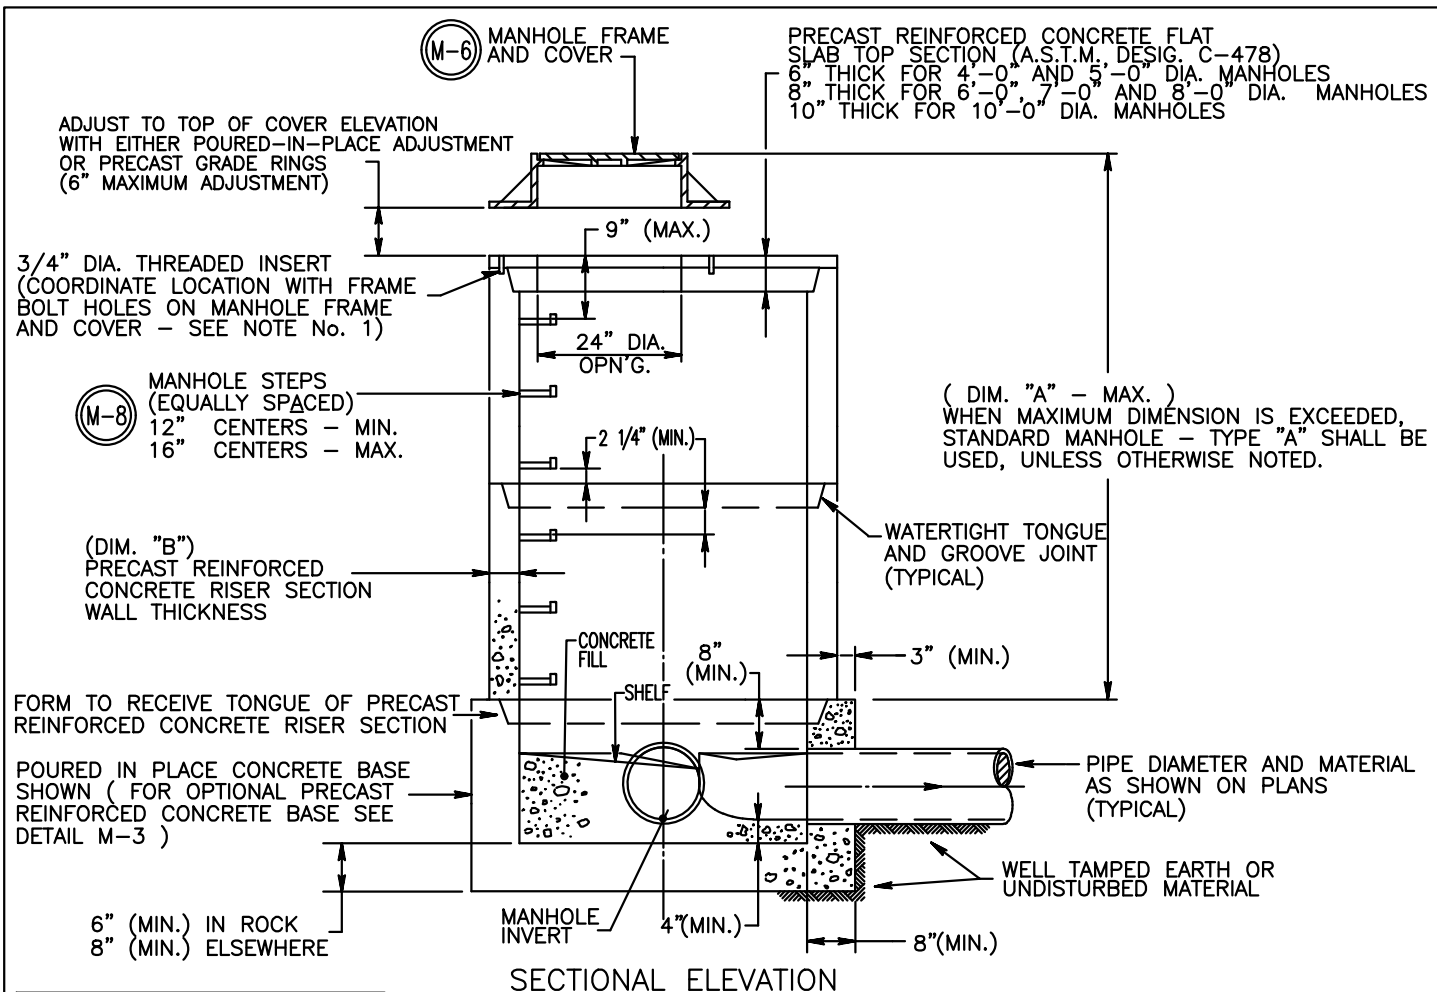 M-6
MANHOLE FRAME
AND COVER
PRECAST REINFORCED CONCRETE FLAT
SLAB TOP SECTION (A.S.T.M. DESIG. C-478)
6" THICK FOR 4'-0" AND 5'-0" DIA. MANHOLES
8" THICK FOR 6'-0", 7'-0" AND 8'-0" DIA. MANHOLES
10" THICK FOR 10'-0" DIA. MANHOLES
ADJUST TO TOP OF COVER ELEVATION
WITH EITHER POURED-IN-PLACE ADJUSTMENT
OR PRECAST GRADE RINGS
(6" MAXIMUM ADJUSTMENT)
9" (MAX.)
3/4" DIA. THREADED INSERT
(COORDINATE LOCATION WITH FRAME
BOLT HOLES ON MANHOLE FRAME
AND COVER - SEE NOTE No. 1)
24" DIA.
OPN'G.
M-8
MANHOLE STEPS
(EQUALLY SPACED)
12" CENTERS - MIN.
16" CENTERS - MAX.
( DIM. "A" - MAX. )
WHEN MAXIMUM DIMENSION IS EXCEEDED,
STANDARD MANHOLE - TYPE "A" SHALL BE
USED, UNLESS OTHERWISE NOTED.
2 1/4" (MIN.)
WATERTIGHT TONGUE
AND GROOVE JOINT
(TYPICAL)
(DIM. "B")
PRECAST REINFORCED
CONCRETE RISER SECTION
WALL THICKNESS
CONCRETE
FILL
8"
(MIN.)
3" (MIN.)
SHELF
FORM TO RECEIVE TONGUE OF PRECAST
REINFORCED CONCRETE RISER SECTION
POURED IN PLACE CONCRETE BASE
SHOWN ( FOR OPTIONAL PRECAST
REINFORCED CONCRETE BASE SEE
DETAIL M-3 )
PIPE DIAMETER AND MATERIAL
AS SHOWN ON PLANS
(TYPICAL)
WELL TAMPED EARTH OR
UNDISTURBED MATERIAL
6" (MIN.) IN ROCK
8" (MIN.) ELSEWHERE
MANHOLE
INVERT
4"(MIN.)
8"(MIN.)
SECTIONAL ELEVATION